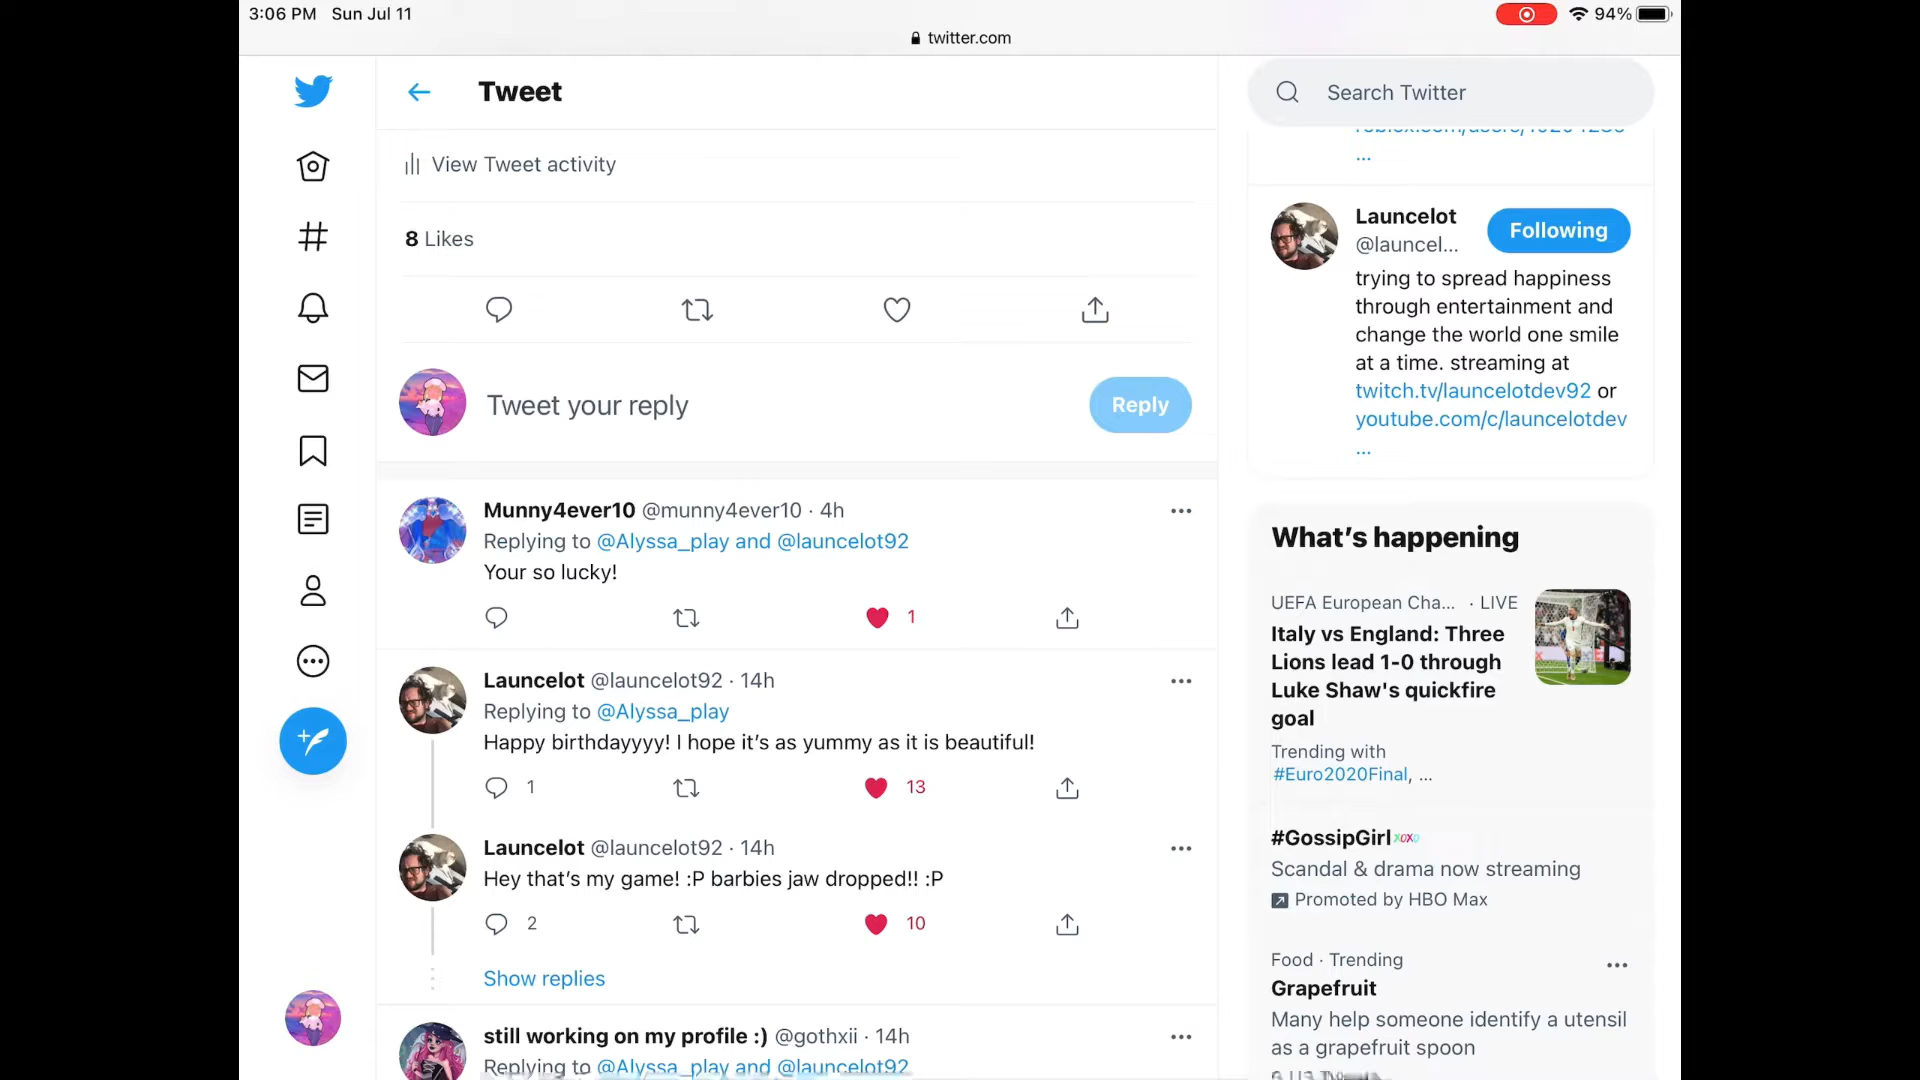 3:06 PM Sun Jul 11
94%
twitter.com
Tweet
Search Twitter
View Tweet activity
...
8 Likes
Launcelot
@launcel...
Following
trying to spread happiness
through entertainment and
change the world one smile
at a time. streaming at
twitch.tv/launcelotdev92 or
youtube.com/c/launcelotdev
...
Tweet your reply
Reply
Munny4ever10 @munny4ever10 · 4h
Replying to @Alyssa_play and @launcelot92
Your so lucky!
1
Launcelot @launcelot92 · 14h
Replying to @Alyssa_play
Happy birthdayyyy! I hope it's as yummy as it is beautiful!
1
13
Launcelot @launcelot92 · 14h
Hey that's my game! :P barbies jaw dropped!! :P
2
10
Show replies
still working on my profile :) @gothxii · 14h
Replying to @Alyssa_play and @launcelot92
What's happening
UEFA European Cha... · LIVE
Italy vs England: Three
Lions lead 1-0 through
Luke Shaw's quickfire
goal
Trending with
#Euro2020Final, ...
#GossipGirl xoxo
Scandal & drama now streaming
Promoted by HBO Max
Food · Trending
Grapefruit
Many help someone identify a utensil
as a grapefruit spoon